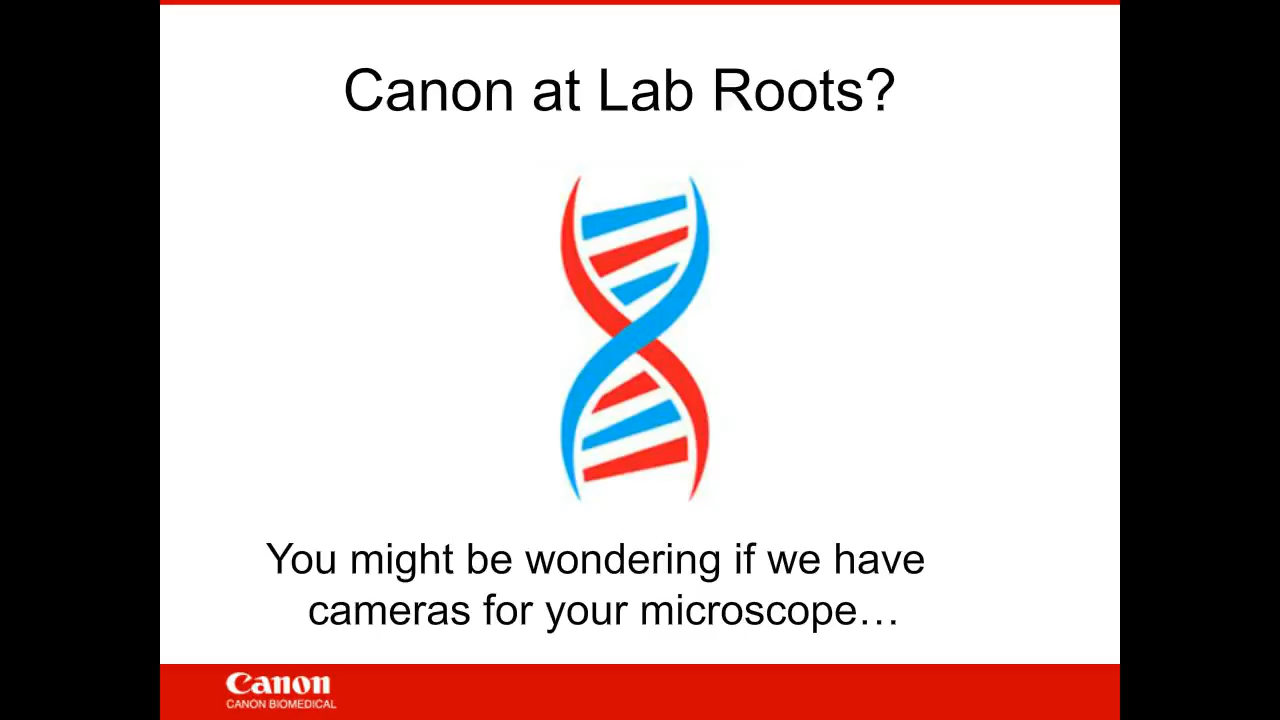 Canon at Lab Roots?
You might be wondering if we have
cameras for your microscope…
Canon
CANON BIOMEDICAL